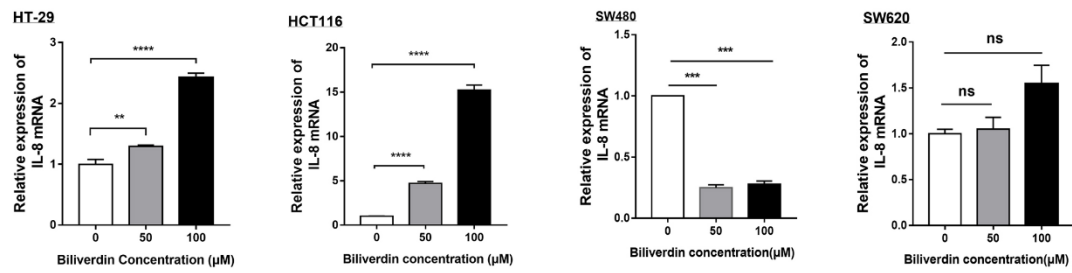 HT-29
Relative expression of
IL-8 mRNA
3
2
1
0
****
**
0 50 100
Biliverdin Concentration (µM)
HCT116
Relative expression of
IL-8 mRNA
20
15
10
5
0
****
****
0 50 100
Biliverdin Concentration (µM)
SW480
Relative expression of
IL-8 mRNA
1.5
1.0
0.5
0.0
***
***
0 50 100
Biliverdin concentration(µM)
SW620
Relative expression of
IL-8 mRNA
2.0
1.5
1.0
0.5
0.0
ns
ns
0 50 100
Biliverdin concentration(µM)